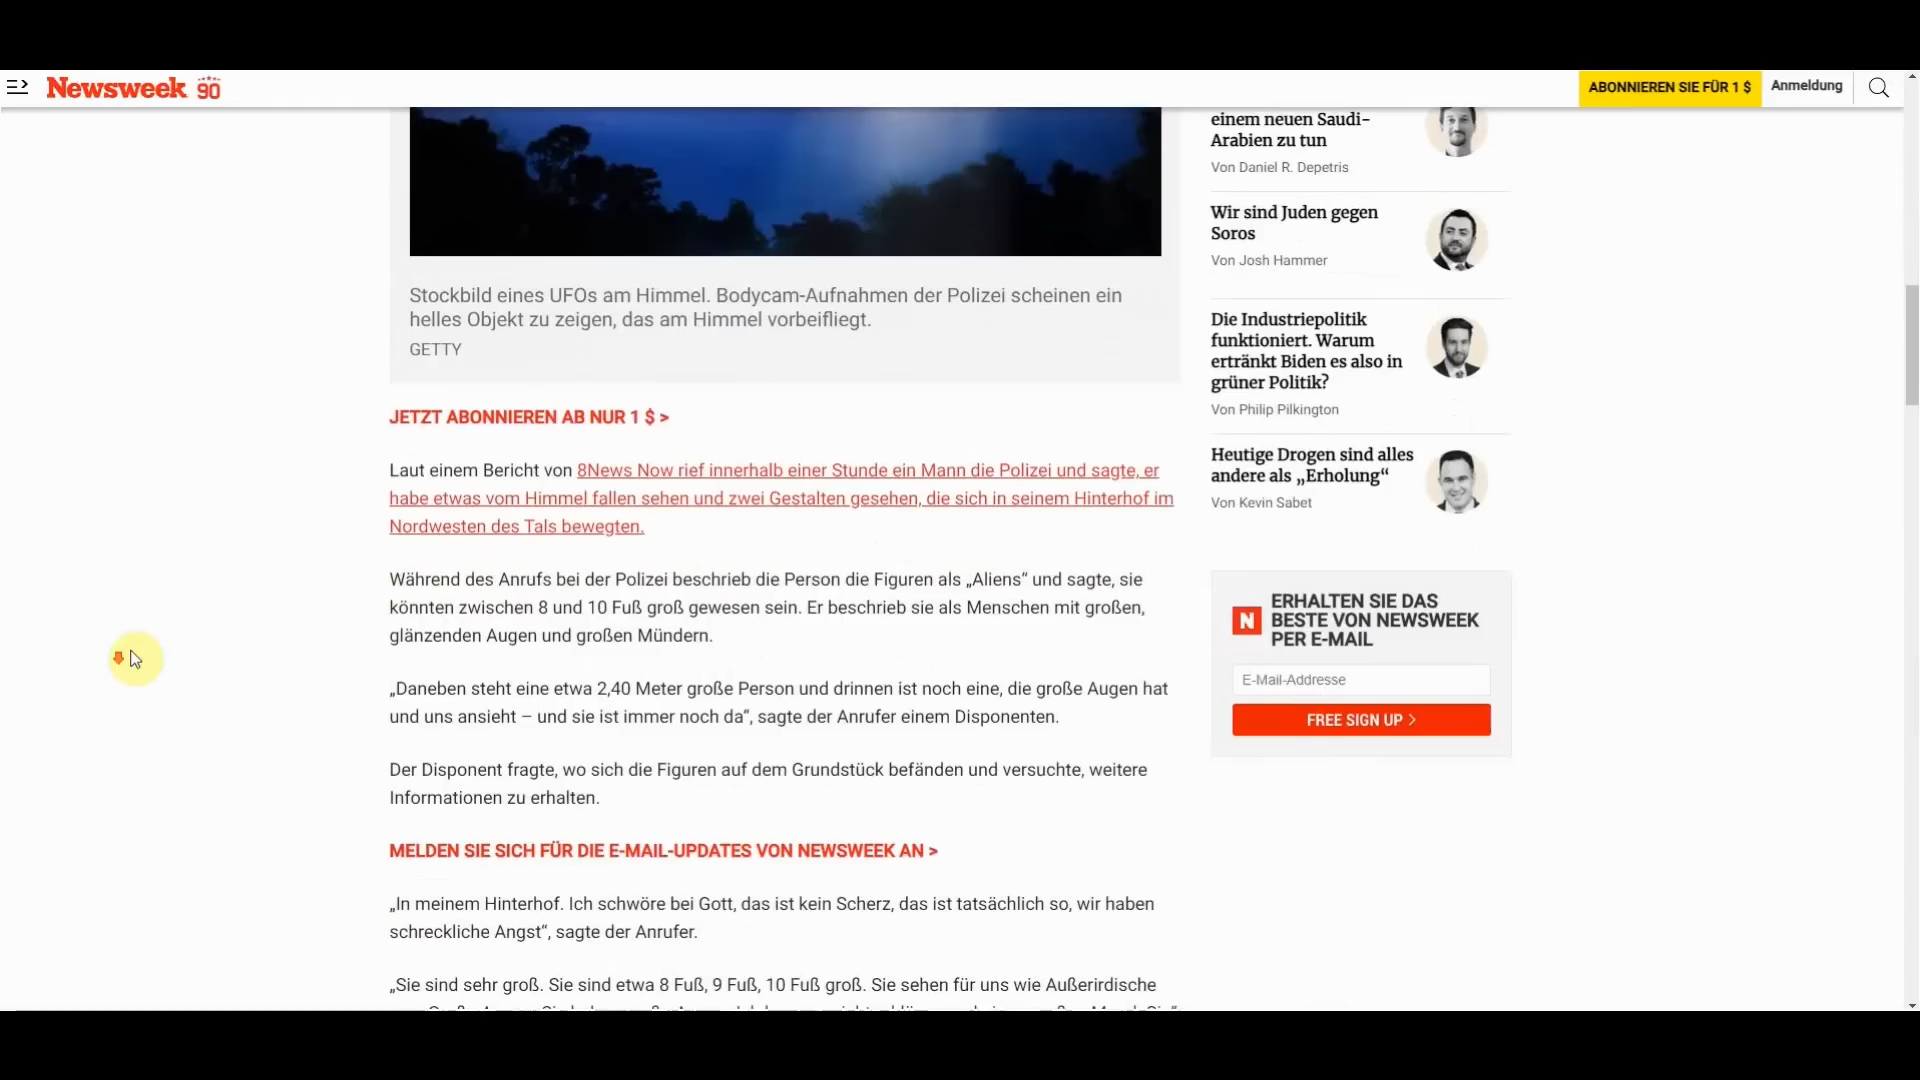 Newsweek 90
ABONNIEREN SIE FÜR 1 $
Anmeldung
Stockbild eines UFOs am Himmel. Bodycam-Aufnahmen der Polizei scheinen ein
helles Objekt zu zeigen, das am Himmel vorbeifliegt.
GETTY
JETZT ABONNIEREN AB NUR 1 $ >
Laut einem Bericht von 8News Now rief innerhalb einer Stunde ein Mann die Polizei und sagte, er
habe etwas vom Himmel fallen sehen und zwei Gestalten gesehen, die sich in seinem Hinterhof im
Nordwesten des Tals bewegten.
Während des Anrufs bei der Polizei beschrieb die Person die Figuren als „Aliens“ und sagte, sie
könnten zwischen 8 und 10 Fuß groß gewesen sein. Er beschrieb sie als Menschen mit großen,
glänzenden Augen und großen Mündern.
„Daneben steht eine etwa 2,40 Meter große Person und drinnen ist noch eine, die große Augen hat
und uns ansieht – und sie ist immer noch da“, sagte der Anrufer einem Disponenten.
Der Disponent fragte, wo sich die Figuren auf dem Grundstück befänden und versuchte, weitere
Informationen zu erhalten.
MELDEN SIE SICH FÜR DIE E-MAIL-UPDATES VON NEWSWEEK AN >
„In meinem Hinterhof. Ich schwöre bei Gott, das ist kein Scherz, das ist tatsächlich so, wir haben
schreckliche Angst“, sagte der Anrufer.
„Sie sind sehr groß. Sie sind etwa 8 Fuß, 9 Fuß, 10 Fuß groß. Sie sehen für uns wie Außerirdische
einem neuen Saudi-
Arabien zu tun
Von Daniel R. Depetris
Wir sind Juden gegen
Soros
Von Josh Hammer
Die Industriepolitik
funktioniert. Warum
ertränkt Biden es also in
grüner Politik?
Von Philip Pilkington
Heutige Drogen sind alles
andere als „Erholung“
Von Kevin Sabet
N
ERHALTEN SIE DAS
BESTE VON NEWSWEEK
PER E-MAIL
E-Mail-Addresse
FREE SIGN UP >